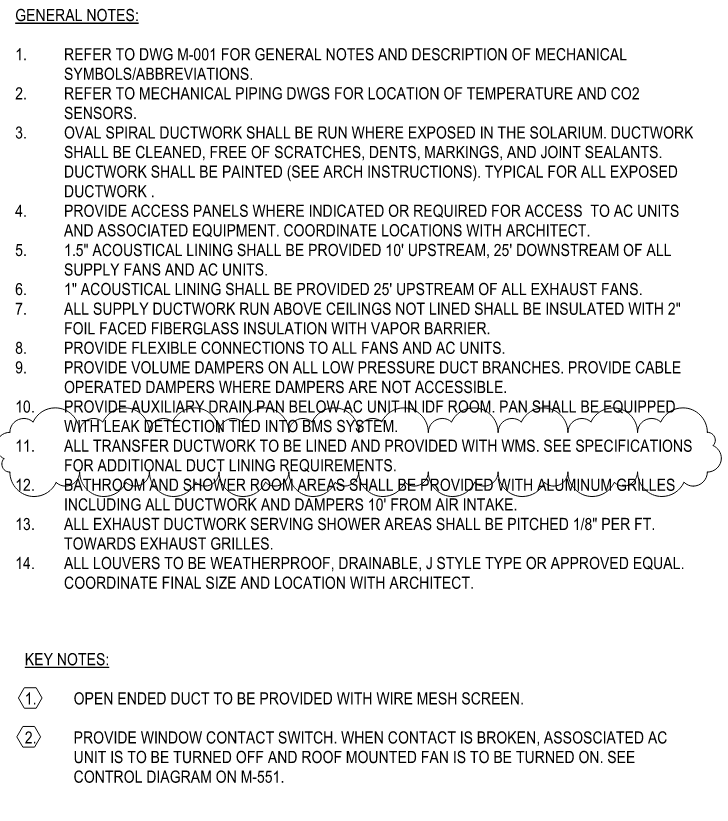 GENERAL NOTES:
1. REFER TO DWG M-001 FOR GENERAL NOTES AND DESCRIPTION OF MECHANICAL
SYMBOLS/ABBREVIATIONS.
2. REFER TO MECHANICAL PIPING DWGS FOR LOCATION OF TEMPERATURE AND CO2
SENSORS.
3. OVAL SPIRAL DUCTWORK SHALL BE RUN WHERE EXPOSED IN THE SOLARIUM. DUCTWORK
SHALL BE CLEANED, FREE OF SCRATCHES, DENTS, MARKINGS, AND JOINT SEALANTS.
DUCTWORK SHALL BE PAINTED (SEE ARCH INSTRUCTIONS). TYPICAL FOR ALL EXPOSED
DUCTWORK .
4. PROVIDE ACCESS PANELS WHERE INDICATED OR REQUIRED FOR ACCESS TO AC UNITS
AND ASSOCIATED EQUIPMENT. COORDINATE LOCATIONS WITH ARCHITECT.
5. 1.5" ACOUSTICAL LINING SHALL BE PROVIDED 10' UPSTREAM, 25' DOWNSTREAM OF ALL
SUPPLY FANS AND AC UNITS.
6. 1" ACOUSTICAL LINING SHALL BE PROVIDED 25' UPSTREAM OF ALL EXHAUST FANS.
7. ALL SUPPLY DUCTWORK RUN ABOVE CEILINGS NOT LINED SHALL BE INSULATED WITH 2"
FOIL FACED FIBERGLASS INSULATION WITH VAPOR BARRIER.
8. PROVIDE FLEXIBLE CONNECTIONS TO ALL FANS AND AC UNITS.
9. PROVIDE VOLUME DAMPERS ON ALL LOW PRESSURE DUCT BRANCHES. PROVIDE CABLE
OPERATED DAMPERS WHERE DAMPERS ARE NOT ACCESSIBLE.
10. PROVIDE AUXILIARY DRAIN PAN BELOW AC UNIT IN IDF ROOM. PAN SHALL BE EQUIPPED
WITH LEAK DETECTION TIED INTO BMS SYSTEM.
11. ALL TRANSFER DUCTWORK TO BE LINED AND PROVIDED WITH WMS. SEE SPECIFICATIONS
FOR ADDITIONAL DUCT LINING REQUIREMENTS.
12. BATHROOM AND SHOWER ROOM AREAS SHALL BE PROVIDED WITH ALUMINUM GRILLES
INCLUDING ALL DUCTWORK AND DAMPERS 10' FROM AIR INTAKE.
13. ALL EXHAUST DUCTWORK SERVING SHOWER AREAS SHALL BE PITCHED 1/8" PER FT.
TOWARDS EXHAUST GRILLES.
14. ALL LOUVERS TO BE WEATHERPROOF, DRAINABLE, J STYLE TYPE OR APPROVED EQUAL.
COORDINATE FINAL SIZE AND LOCATION WITH ARCHITECT.
KEY NOTES:
1. OPEN ENDED DUCT TO BE PROVIDED WITH WIRE MESH SCREEN.
2. PROVIDE WINDOW CONTACT SWITCH. WHEN CONTACT IS BROKEN, ASSOSCIATED AC
UNIT IS TO BE TURNED OFF AND ROOF MOUNTED FAN IS TO BE TURNED ON. SEE
CONTROL DIAGRAM ON M-551.